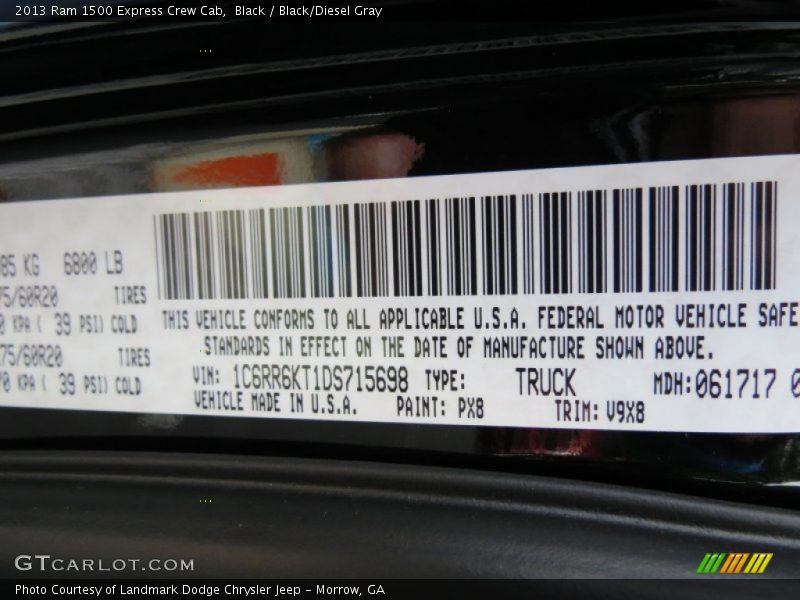 2013 Ram 1500 Express Crew Cab, Black / Black/Diesel Gray
85 KG 6800 LB
75/60R20 TIRES
0 KPA ( 39 PSI) COLD
75/60R20 TIRES
70 KPA ( 39 PSI) COLD
THIS VEHICLE CONFORMS TO ALL APPLICABLE U.S.A. FEDERAL MOTOR VEHICLE SAFE
STANDARDS IN EFFECT ON THE DATE OF MANUFACTURE SHOWN ABOVE.
VIN: 1C6RR6KT1DS715698 TYPE: TRUCK MDH:061717 0
VEHICLE MADE IN U.S.A. PAINT: PX8 TRIM: V9X8
GTCARLOT.COM
Photo Courtesy of Landmark Dodge Chrysler Jeep - Morrow, GA